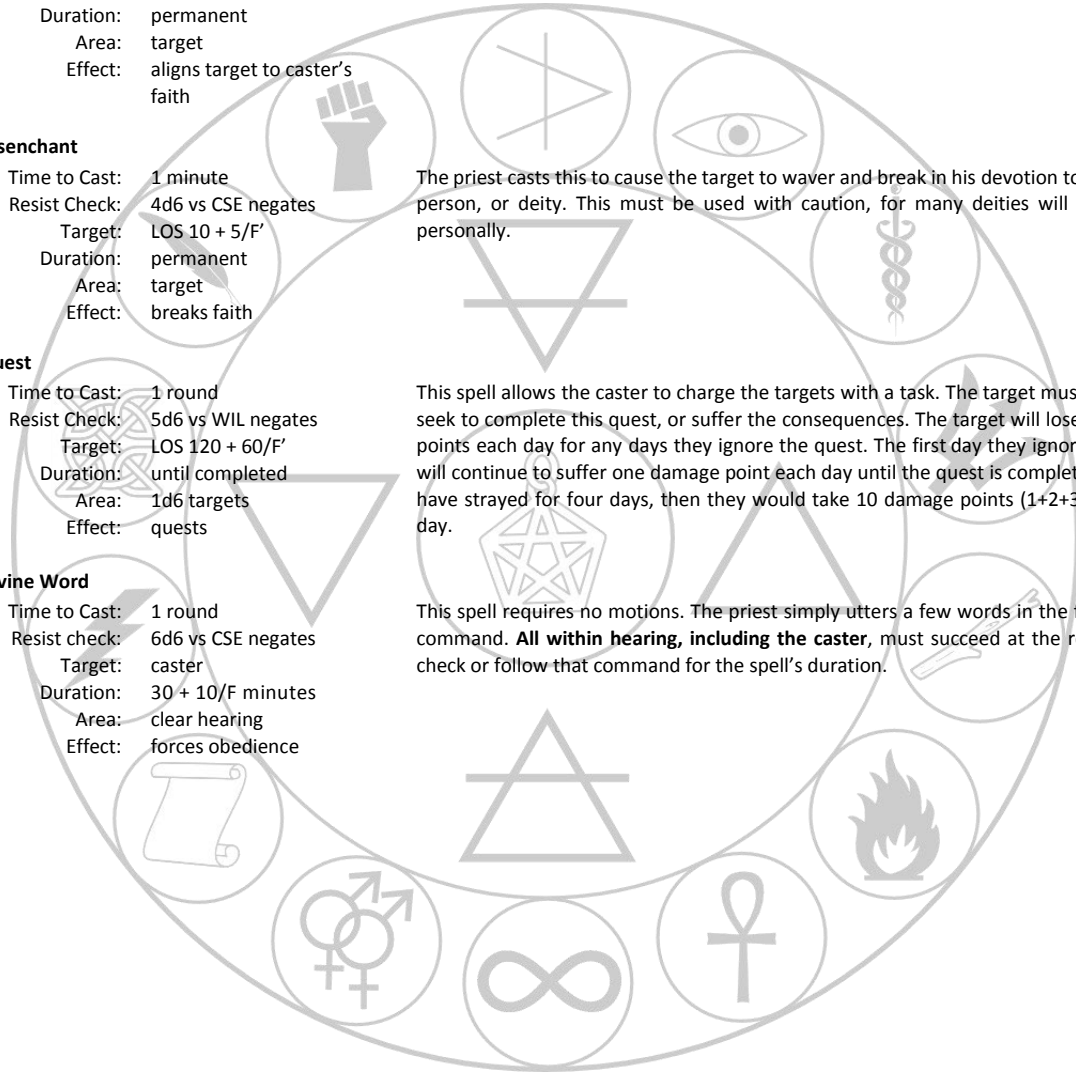 Duration: permanent
Area: target
Effect: aligns target to caster's
faith
senchant
Time to Cast: 1 minute
Resist Check: 4d6 vs CSE negates
Target: LOS 10 + 5/F'
Duration: permanent
Area: target
Effect: breaks faith
The priest casts this to cause the target to waver and break in his devotion to
person, or deity. This must be used with caution, for many deities will
personally.
uest
Time to Cast: 1 round
Resist Check: 5d6 vs WIL negates
Target: LOS 120 + 60/F'
Duration: until completed
Area: 1d6 targets
Effect: quests
This spell allows the caster to charge the targets with a task. The target mus
seek to complete this quest, or suffer the consequences. The target will lose
points each day for any days they ignore the quest. The first day they ignor
will continue to suffer one damage point each day until the quest is complet
have strayed for four days, then they would take 10 damage points (1+2+3
day.
vine Word
Time to Cast: 1 round
Resist check: 6d6 vs CSE negates
Target: caster
Duration: 30 + 10/F minutes
Area: clear hearing
Effect: forces obedience
This spell requires no motions. The priest simply utters a few words in the
command. All within hearing, including the caster, must succeed at the
check or follow that command for the spell's duration.